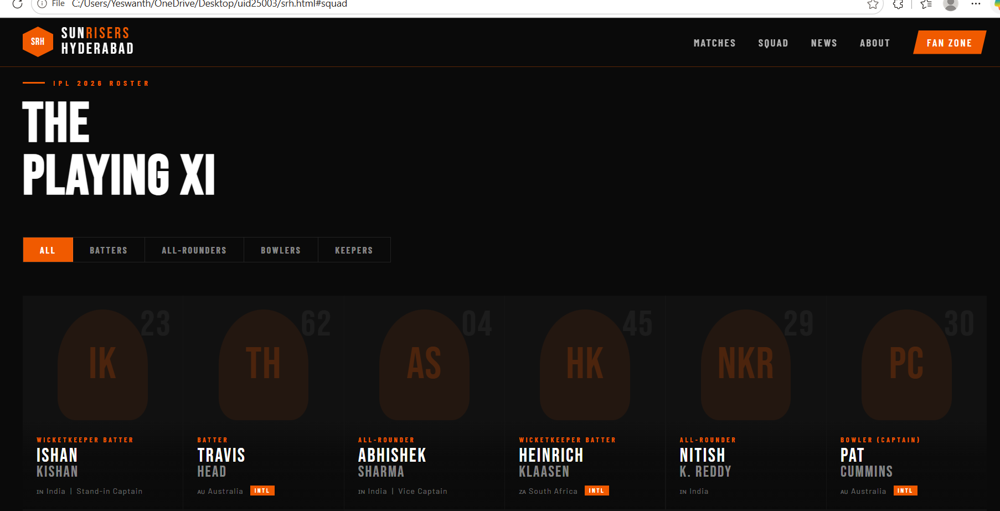 File C:/Users/Yeswanth/OneDrive/Desktop/uid25003/srh.html#squad
SRH
SUNRISERS
HYDERABAD
MATCHES
SQUAD
NEWS
ABOUT
FAN ZONE
IPL 2026 ROSTER
THE
PLAYING XI
ALL
BATTERS
ALL-ROUNDERS
BOWLERS
KEEPERS
23
IK
WICKETKEEPER BATTER
ISHAN
KISHAN
IN India | Stand-in Captain
62
TH
BATTER
TRAVIS
HEAD
AU Australia INTL
04
AS
ALL-ROUNDER
ABHISHEK
SHARMA
IN India | Vice Captain
45
HK
WICKETKEEPER BATTER
HEINRICH
KLAASEN
ZA South Africa INTL
29
NKR
ALL-ROUNDER
NITISH
K. REDDY
IN India
30
PC
BOWLER (CAPTAIN)
PAT
CUMMINS
AU Australia INTL